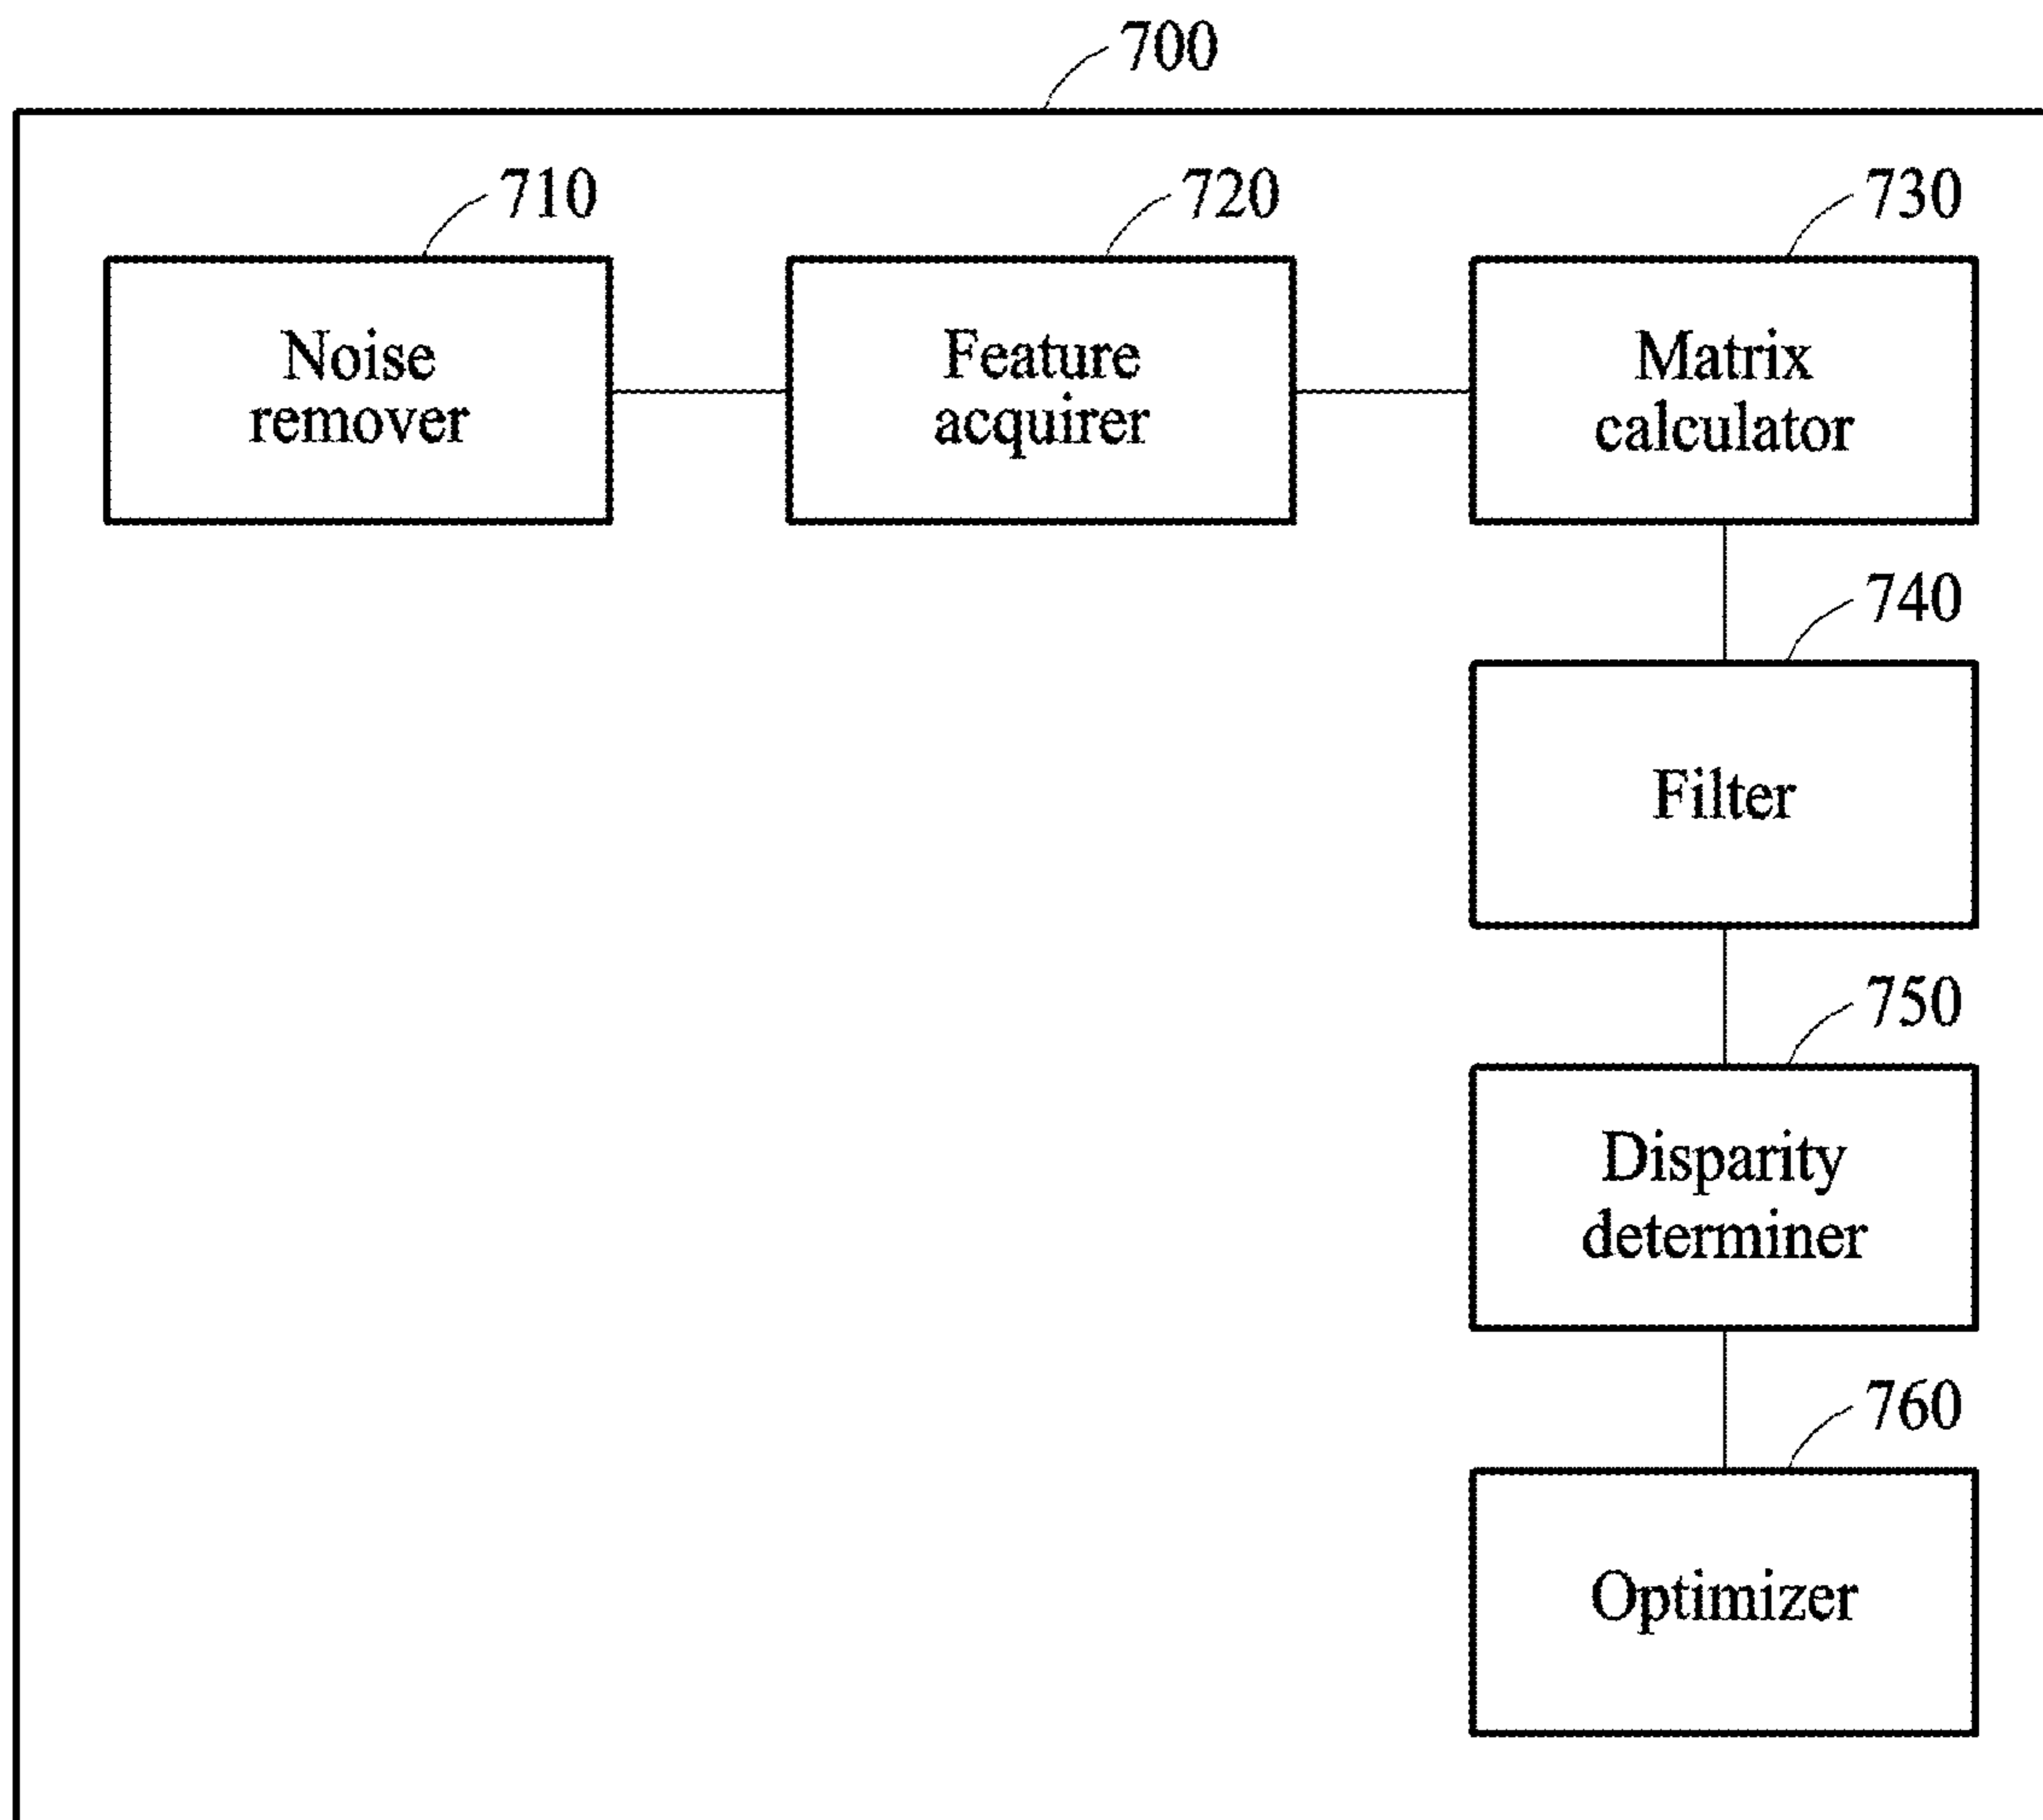 700
710
720
730
Noise
remover
Feature
acquirer
Matrix
calculator
740
Filter
750
Disparity
determiner
760
Optimizer